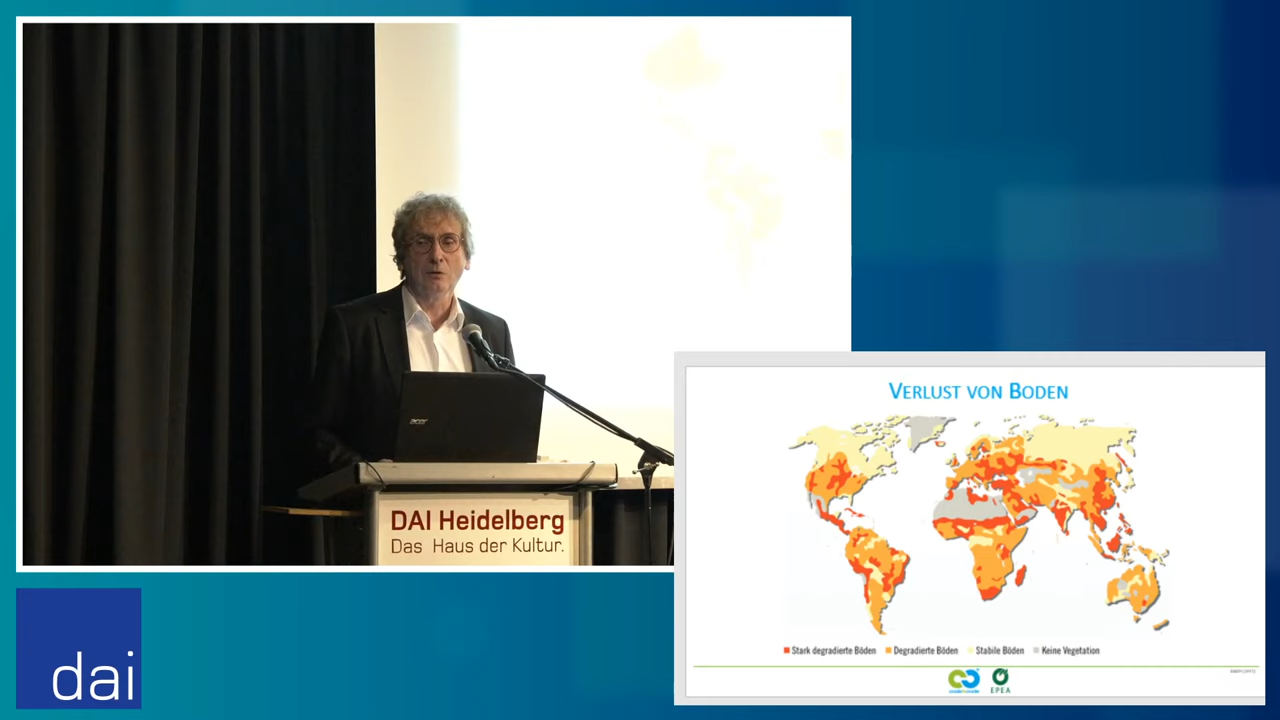 acer
DAI Heidelberg
Das Haus der Kultur.
dai
VERLUST VON BODEN
Stark degradierte Böden
Degradierte Böden
Stabile Böden
Keine Vegetation
EPEA